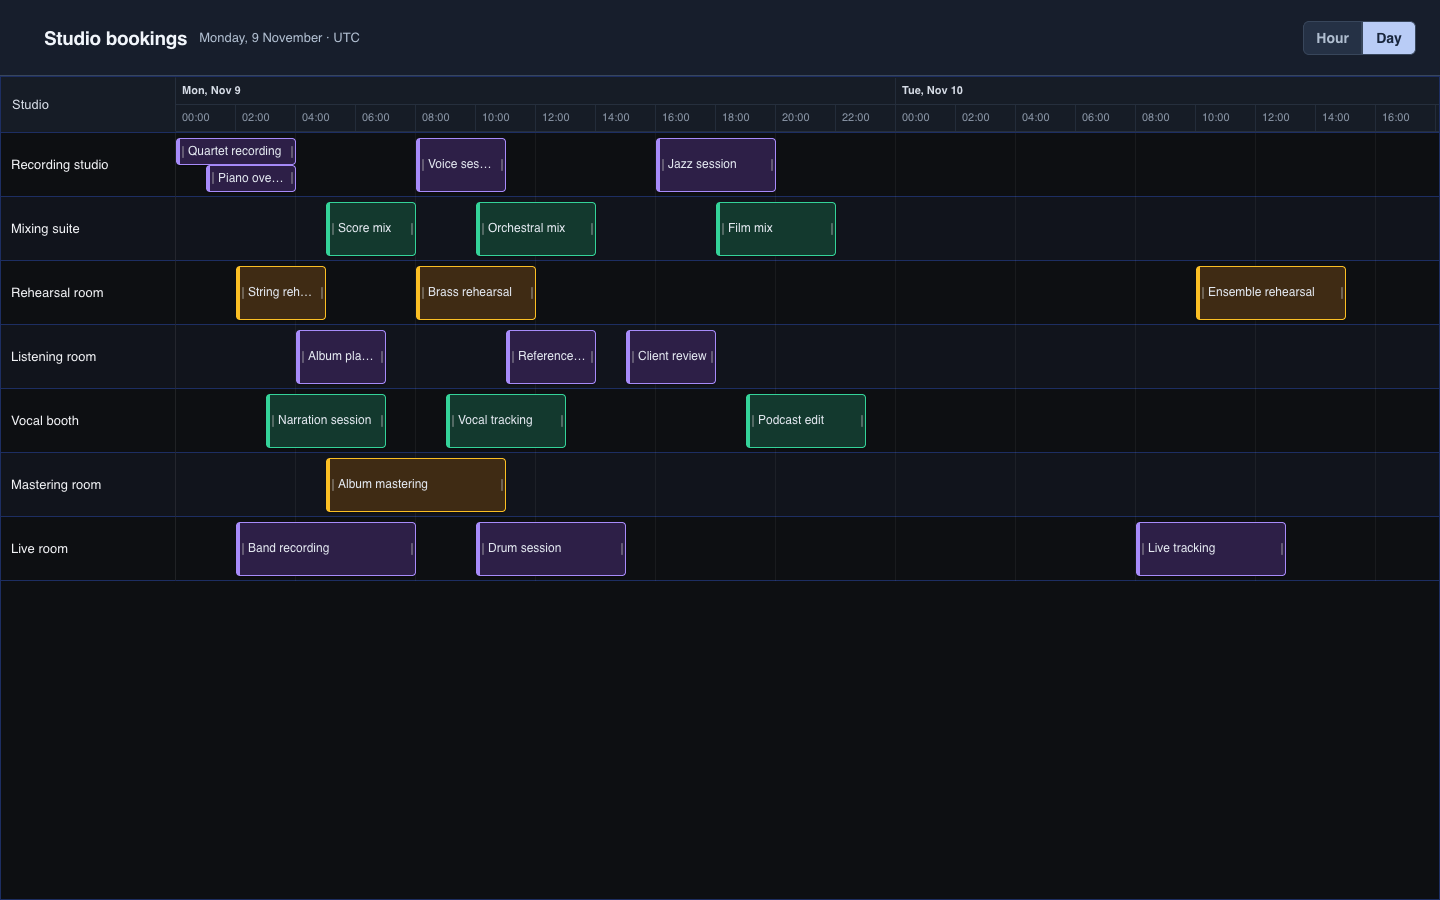 Studio bookings
Monday, 9 November · UTC
Hour
Day
Studio
Mon, Nov 9
Tue, Nov 10
00:00 02:00 04:00 06:00 08:00 10:00 12:00 14:00 16:00 18:00 20:00 22:00 00:00 02:00 04:00 06:00 08:00 10:00 12:00 14:00 16:00
Recording studio
Quartet recording
Piano ove…
Voice ses…
Jazz session
Mixing suite
Score mix
Orchestral mix
Film mix
Rehearsal room
String reh…
Brass rehearsal
Ensemble rehearsal
Listening room
Album pla…
Reference…
Client review
Vocal booth
Narration session
Vocal tracking
Podcast edit
Mastering room
Album mastering
Live room
Band recording
Drum session
Live tracking